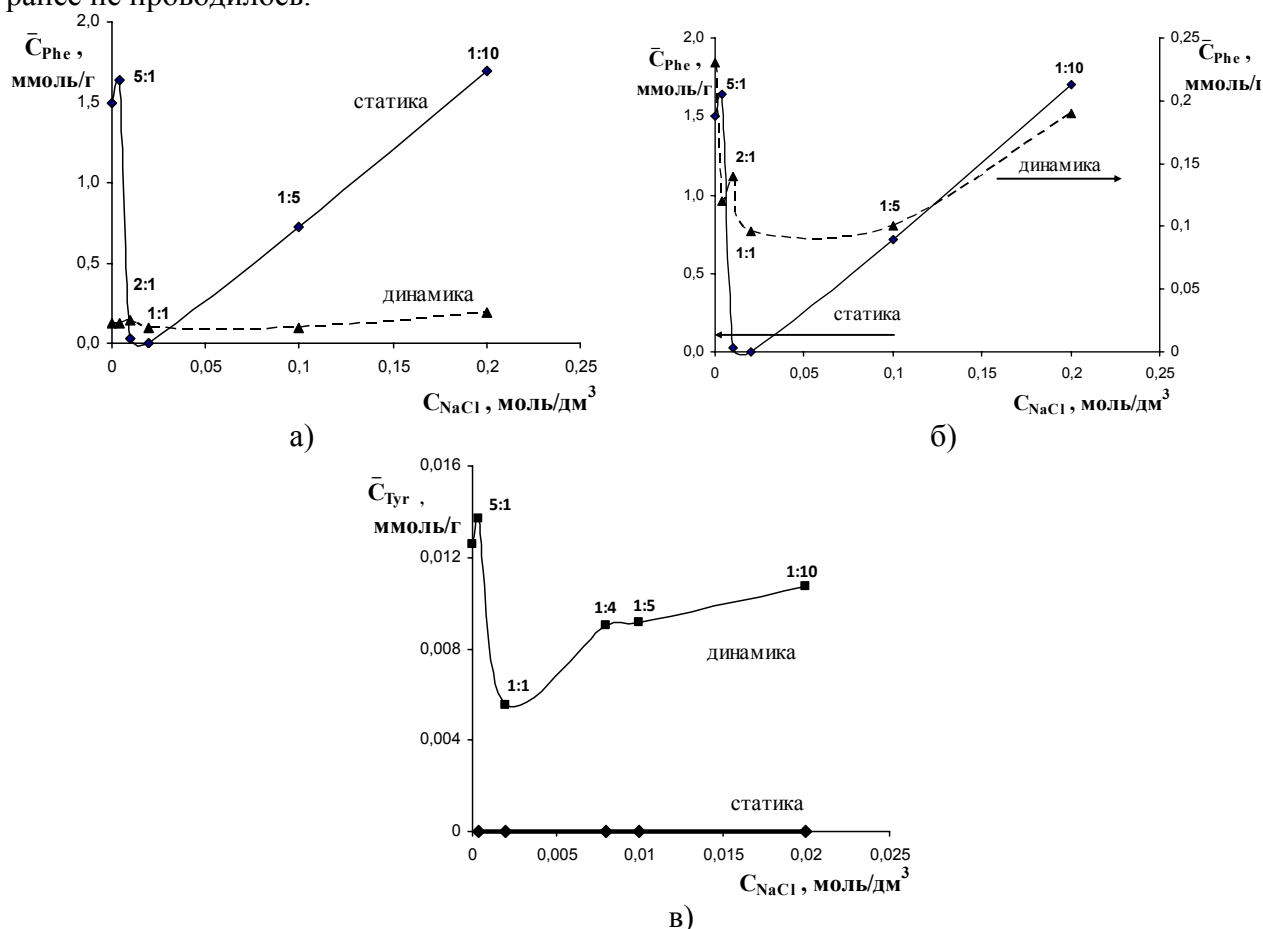 ранее не проводилось.
2,0
C̄Phe ,
ммоль/г
5:1
1:10
статика
1,5
1,0
1:5
0,5
2:1
1:1
динамика
0,0
0
0,05
0,1
0,15
0,2
0,25
CNaCl , моль/дм³
а)
2,0
0,25
C̄Phe ,
ммоль/г
C̄Phe ,
5:1
1:10
0,2
1,5
2:1
динамика
0,15
1,0
1:5
0,1
1:1
0,5
статика
0,05
0,0
0
0
0,05
0,1
0,15
0,2
0,25
CNaCl , моль/дм³
б)
0,016
C̄Tyr ,
ммоль/г
5:1
0,012
1:10
1:4
1:5
0,008
динамика
1:1
0,004
статика
0
0
0,005
0,01
0,015
0,02
0,025
CNaCl , моль/дм³
в)